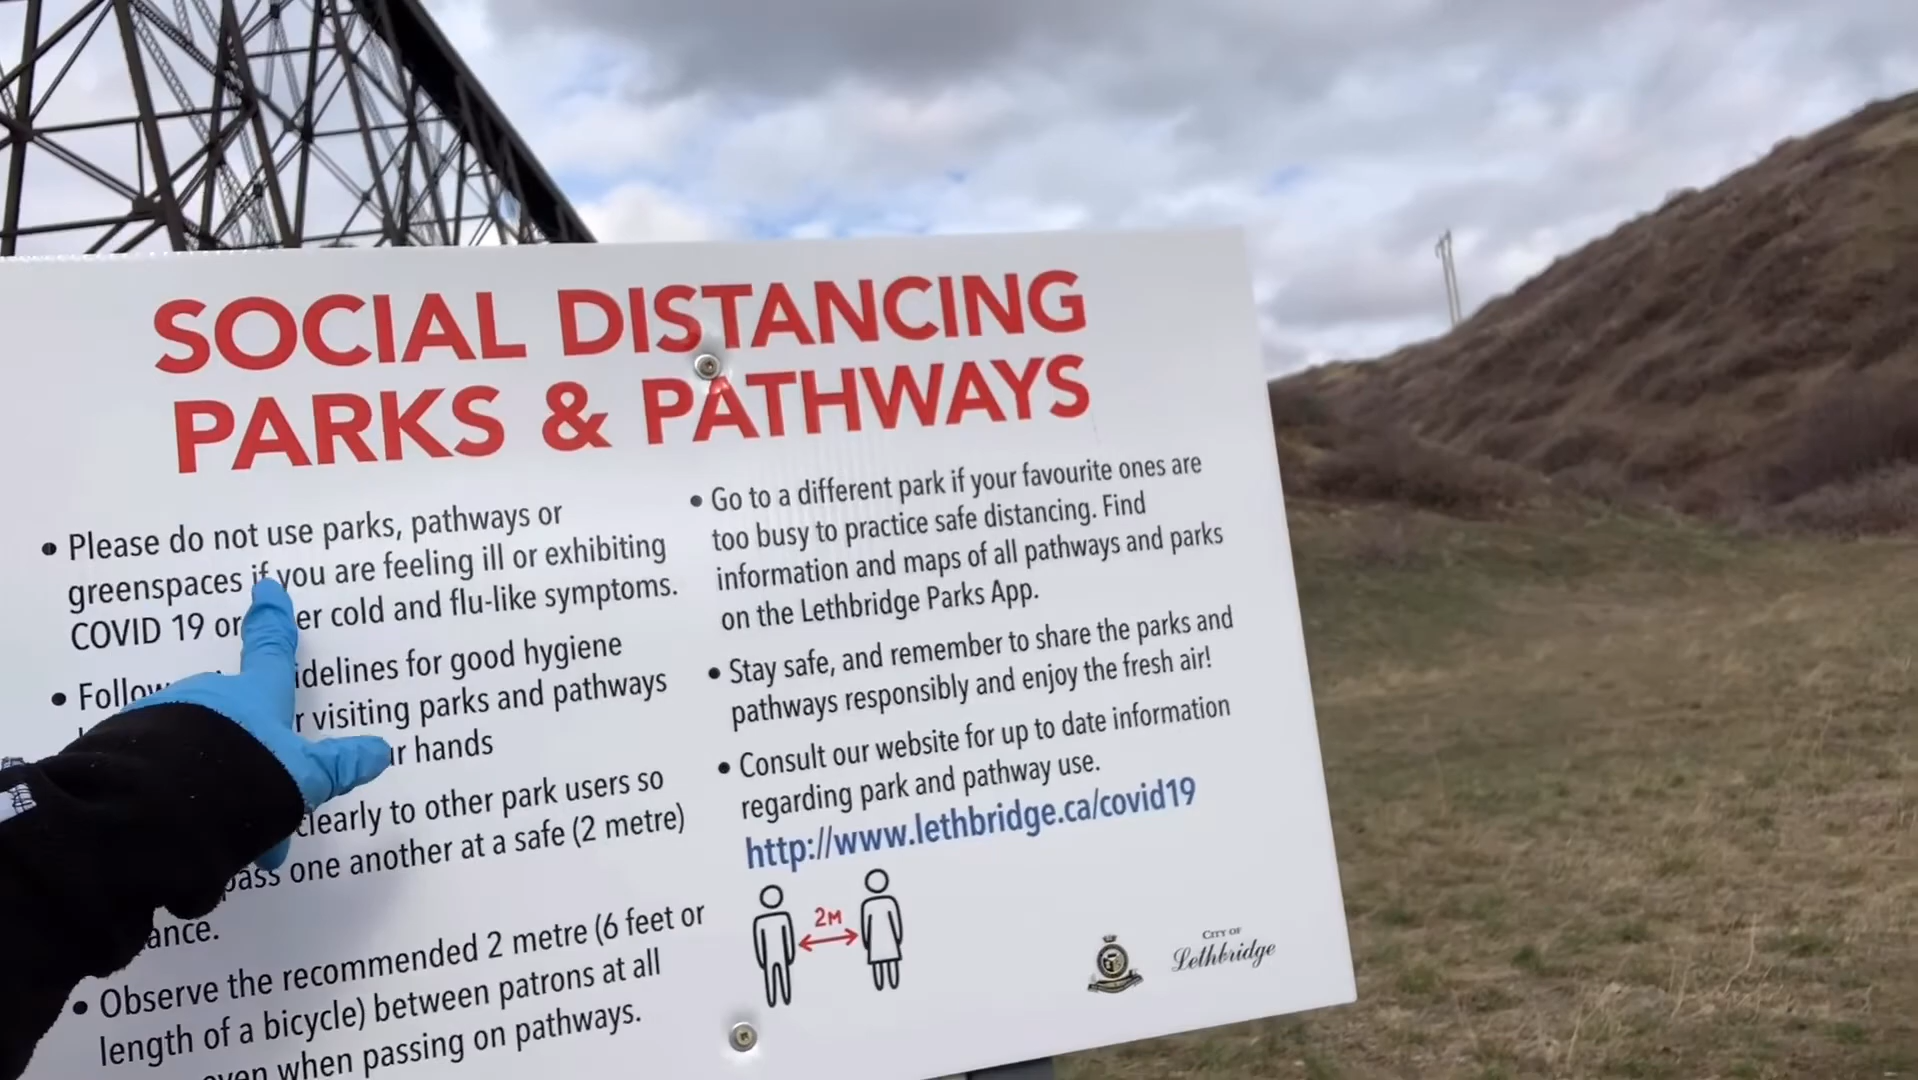 SOCIAL DISTANCING
PARKS & PATHWAYS
• Please do not use parks, pathways or
greenspaces if you are feeling ill or exhibiting
COVID 19 or er cold and flu-like symptoms.
• Follow idelines for good hygiene
visiting parks and pathways
hands
clearly to other park users so
pass one another at a safe (2 metre)
ance.
• Observe the recommended 2 metre (6 feet or
length of a bicycle) between patrons at all
even when passing on pathways.
• Go to a different park if your favourite ones are
too busy to practice safe distancing. Find
information and maps of all pathways and parks
on the Lethbridge Parks App.
• Stay safe, and remember to share the parks and
pathways responsibly and enjoy the fresh air!
• Consult our website for up to date information
regarding park and pathway use.
http://www.lethbridge.ca/covid19
2M
CITY OF
Lethbridge